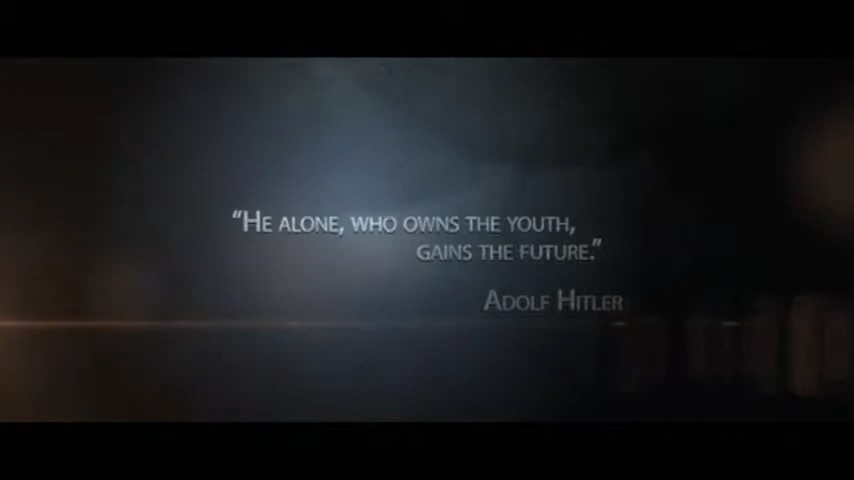 “He alone, who owns the youth,
gains the future.”
Adolf Hitler